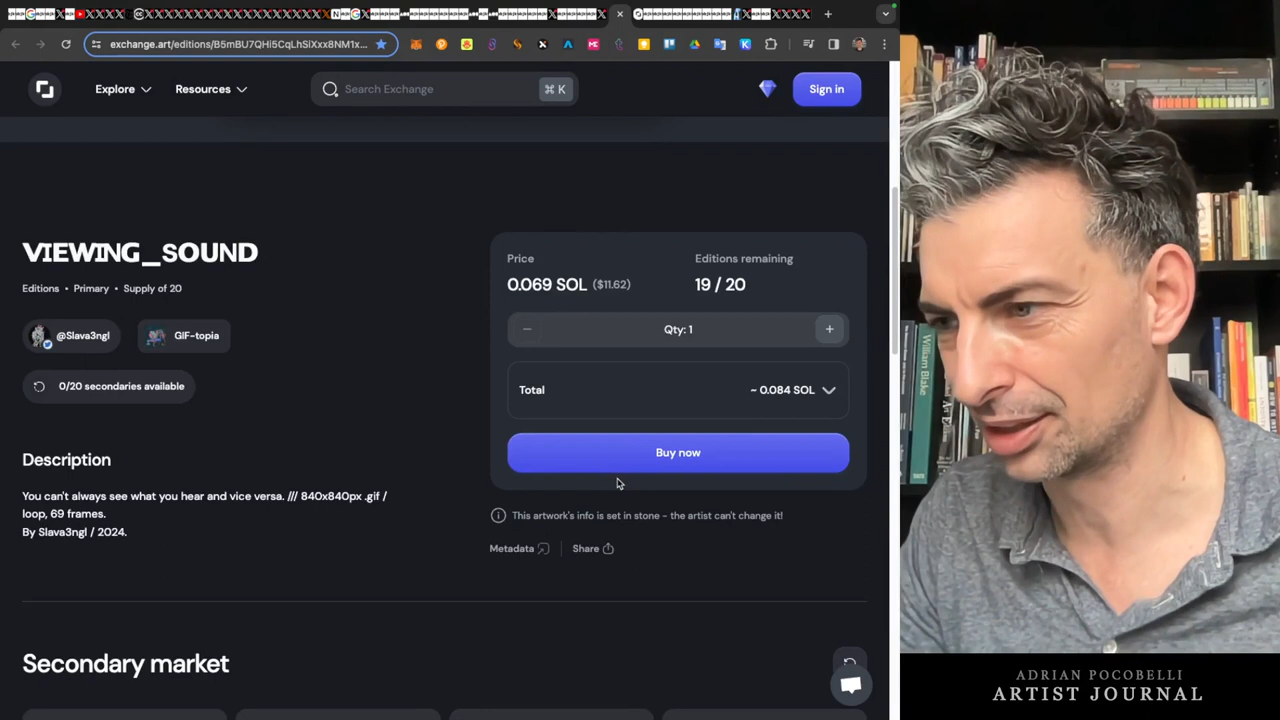 exchange.art/editions/B5mBU7QHi5CqLhSiXxx8NM1x...
Explore
Resources
Search Exchange
⌘ K
Sign in
VIEWING_SOUND
Editions • Primary • Supply of 20
@Slava3ngl
GIF-topia
0/20 secondaries available
Description
You can't always see what you hear and vice versa. /// 840x840px .gif /
loop, 69 frames.
By Slava3ngl / 2024.
Price
0.069 SOL ($11.62)
Editions remaining
19 / 20
Qty: 1
Total
~ 0.084 SOL
Buy now
This artwork's info is set in stone - the artist can't change it!
Metadata
Share
Secondary market
William Blake
ADRIAN POCOBELLI
ARTIST JOURNAL